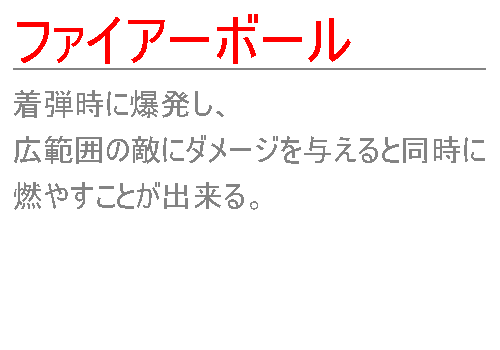 ファイアーボール
着弾時に爆発し、
広範囲の敵にダメージを与えると同時に
燃やすことが出来る。